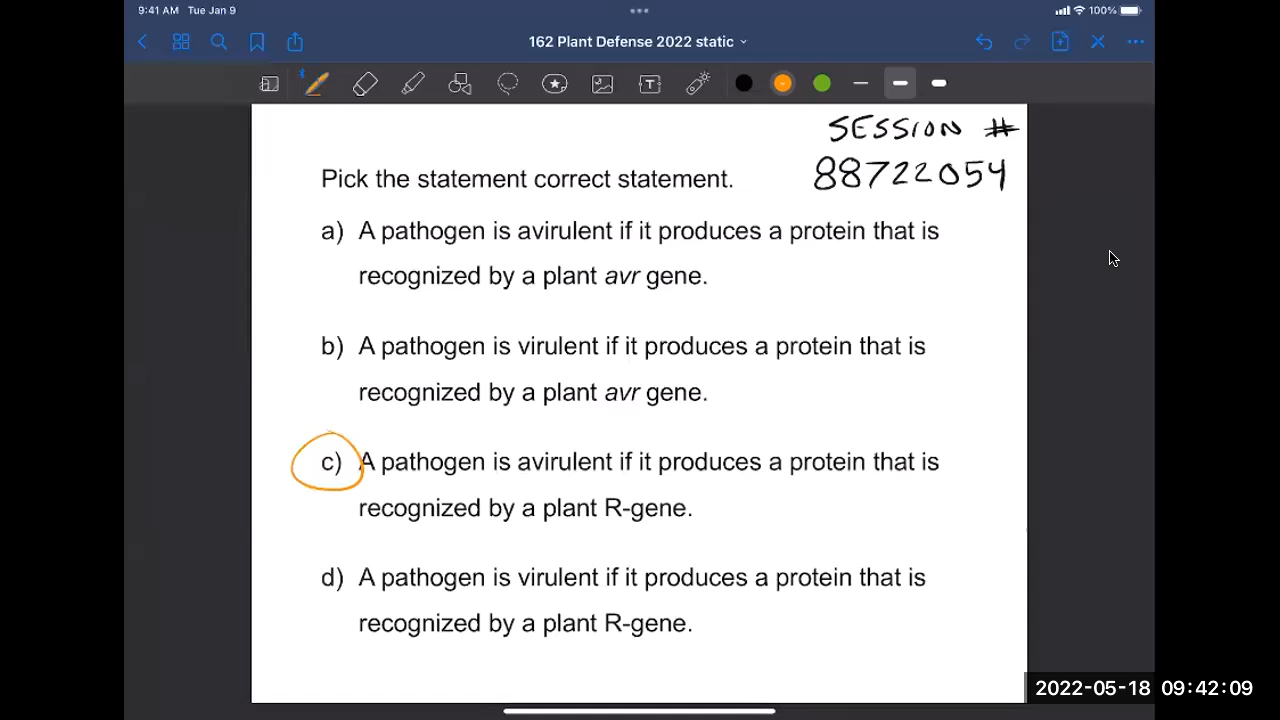 9:41 AM Tue Jan 9
100%
162 Plant Defense 2022 static
T
SESSION #
88722054
Pick the statement correct statement.
a) A pathogen is avirulent if it produces a protein that is
recognized by a plant avr gene.
b) A pathogen is virulent if it produces a protein that is
recognized by a plant avr gene.
c) A pathogen is avirulent if it produces a protein that is
recognized by a plant R-gene.
d) A pathogen is virulent if it produces a protein that is
recognized by a plant R-gene.
2022-05-18 09:42:09